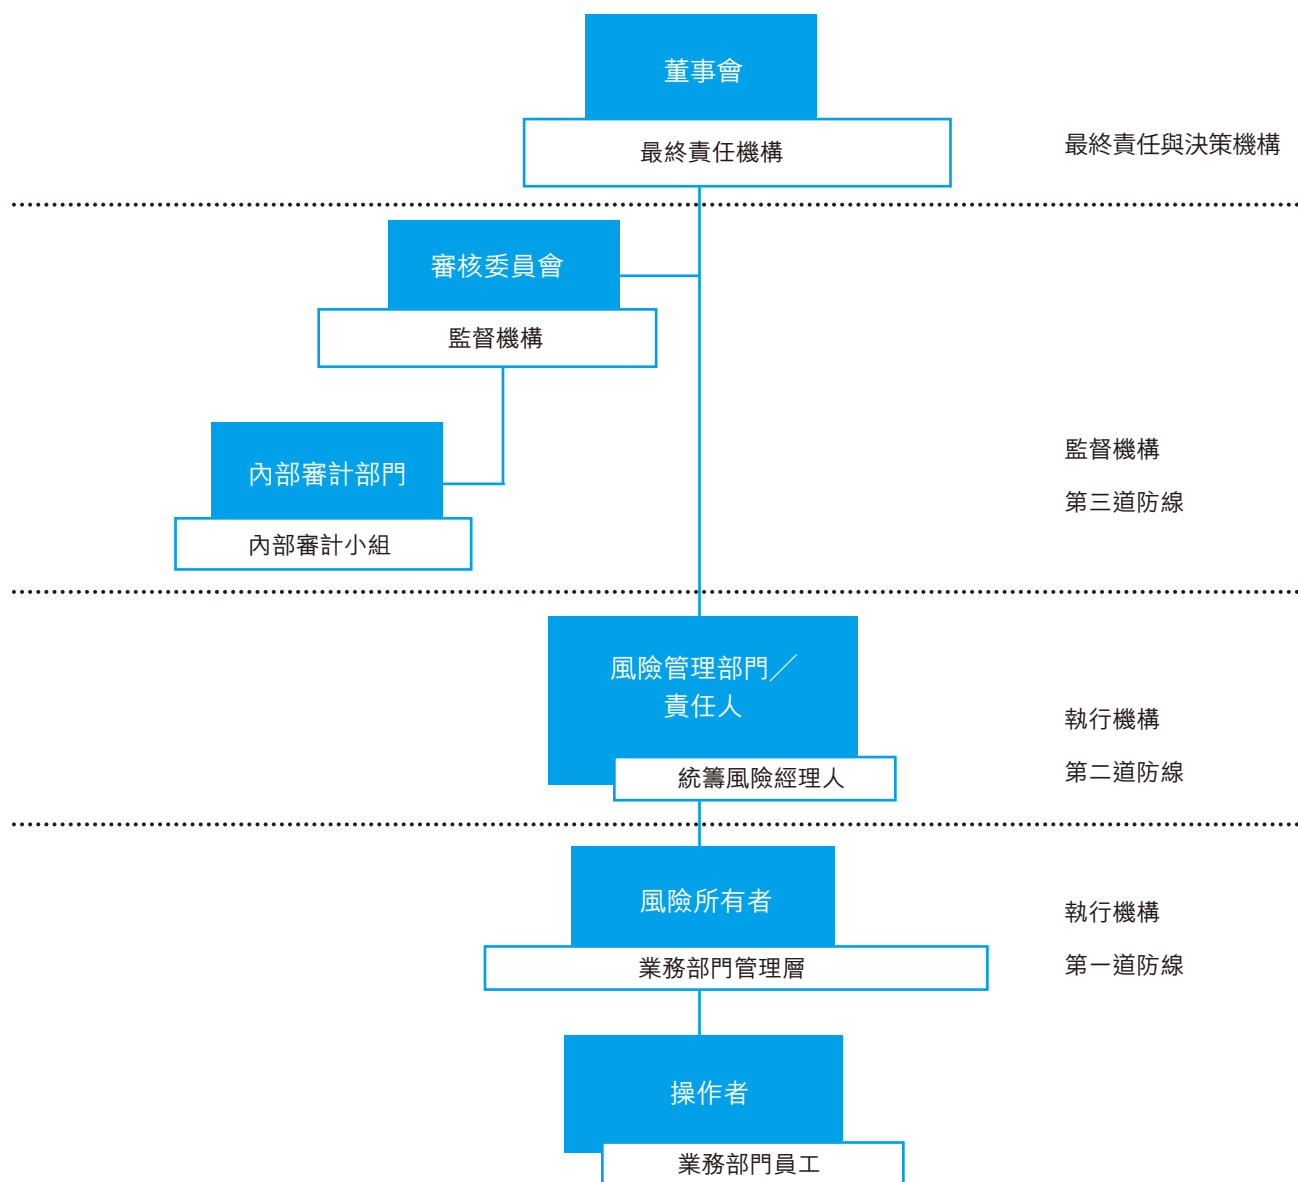 董事會
最終責任機構
最終責任與決策機構
審核委員會
監督機構
內部審計部門
內部審計小組
監督機構
第三道防線
風險管理部門／
責任人
統籌風險經理人
執行機構
第二道防線
風險所有者
業務部門管理層
執行機構
第一道防線
操作者
業務部門員工